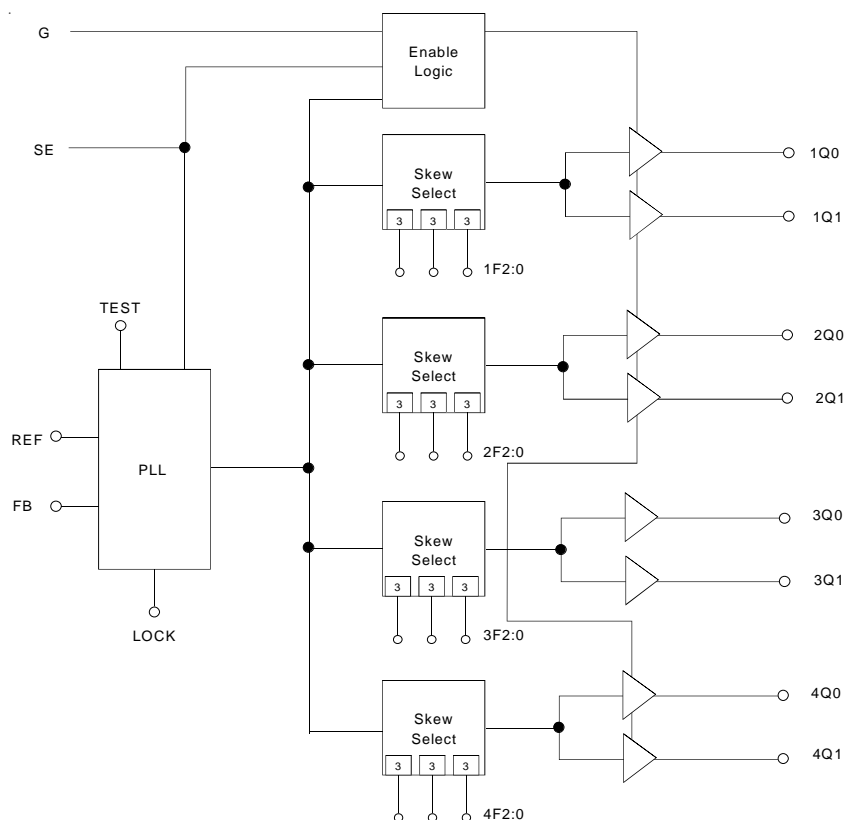 G
Enable
Logic
SE
1Q0
Skew
Select
3 3 3
1Q1
1F2:0
TEST
2Q0
Skew
Select
3 3 3
2Q1
REF
2F2:0
PLL
FB
3Q0
Skew
Select
3 3 3
3Q1
LOCK
3F2:0
4Q0
Skew
Select
3 3 3
4Q1
4F2:0